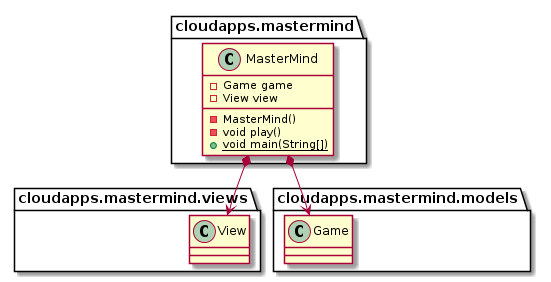 cloudapps.mastermind
C MasterMind
Game game
View view
MasterMind()
void play()
void main(String[])
cloudapps.mastermind.views
C View
cloudapps.mastermind.models
C Game